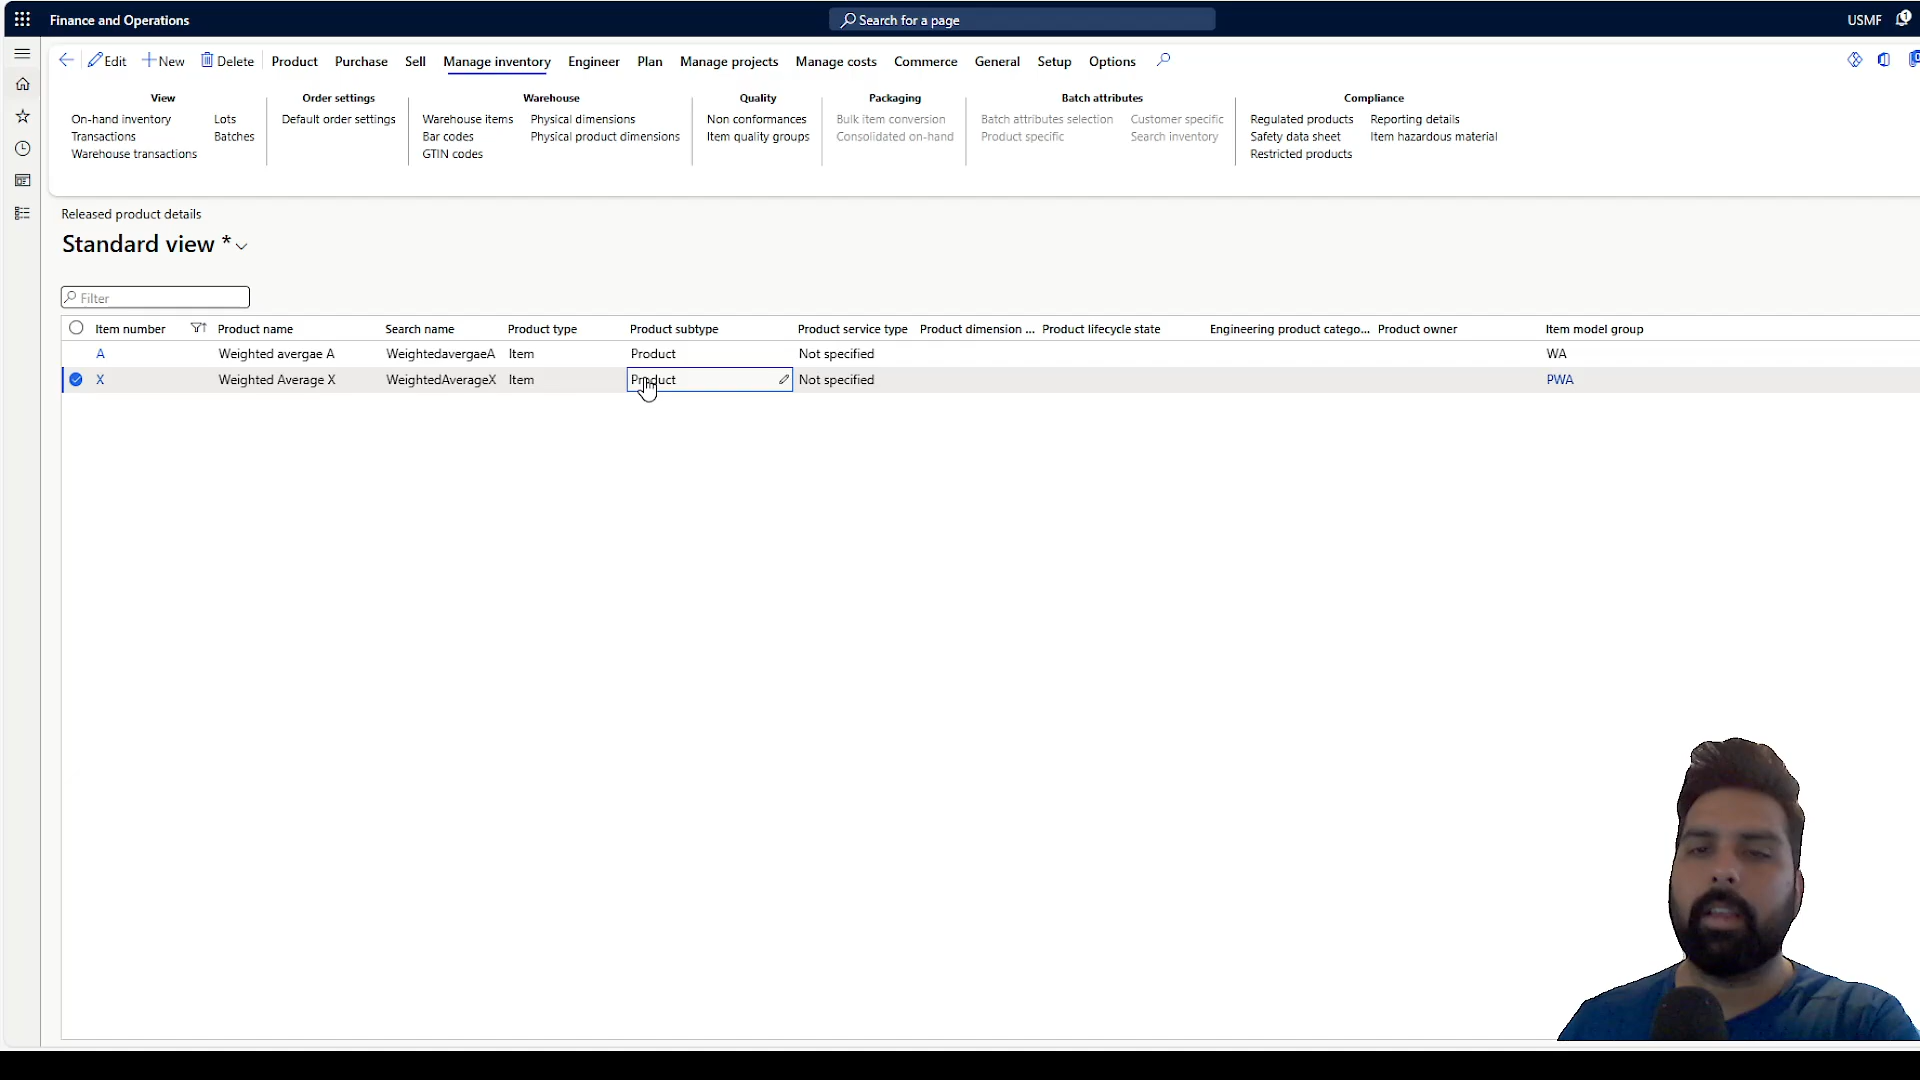 Finance and Operations
Search for a page
USMF
1
Edit
New
Delete
Product
Purchase
Sell
Manage inventory
Engineer
Plan
Manage projects
Manage costs
Commerce
General
Setup
Options
View
On-hand inventory
Transactions
Warehouse transactions
Lots
Batches
Order settings
Default order settings
Warehouse
Warehouse items
Bar codes
GTIN codes
Physical dimensions
Physical product dimensions
Quality
Non conformances
Item quality groups
Packaging
Bulk item conversion
Consolidated on-hand
Batch attributes
Batch attributes selection
Product specific
Customer specific
Search inventory
Compliance
Regulated products
Safety data sheet
Restricted products
Reporting details
Item hazardous material
Released product details
Standard view *
Filter
Item number Product name Search name Product type Product subtype Product service type Product dimension ... Product lifecycle state Engineering product catego... Product owner Item model group
A Weighted avergae A WeightedavergaeA Item Product Not specified WA
X Weighted Average X WeightedAverageX Item Product Not specified PWA